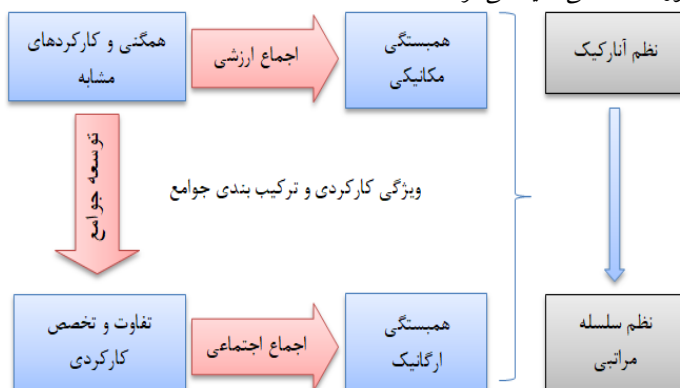 همگنی و کارکردهای
مشابه
اجماع ارزشی
همبستگی
مکانیکی
نظم آنارکیک
توسعه جوامع
ویژگی کارکردی و ترکیب بندی جوامع
تفاوت و تخصص
کارکردی
اجماع اجتماعی
همبستگی
ارگانیک
نظم سلسله
مراتبی